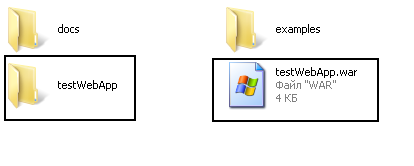 docs
examples
testWebApp
testWebApp.war
Файл "WAR"
4 КБ